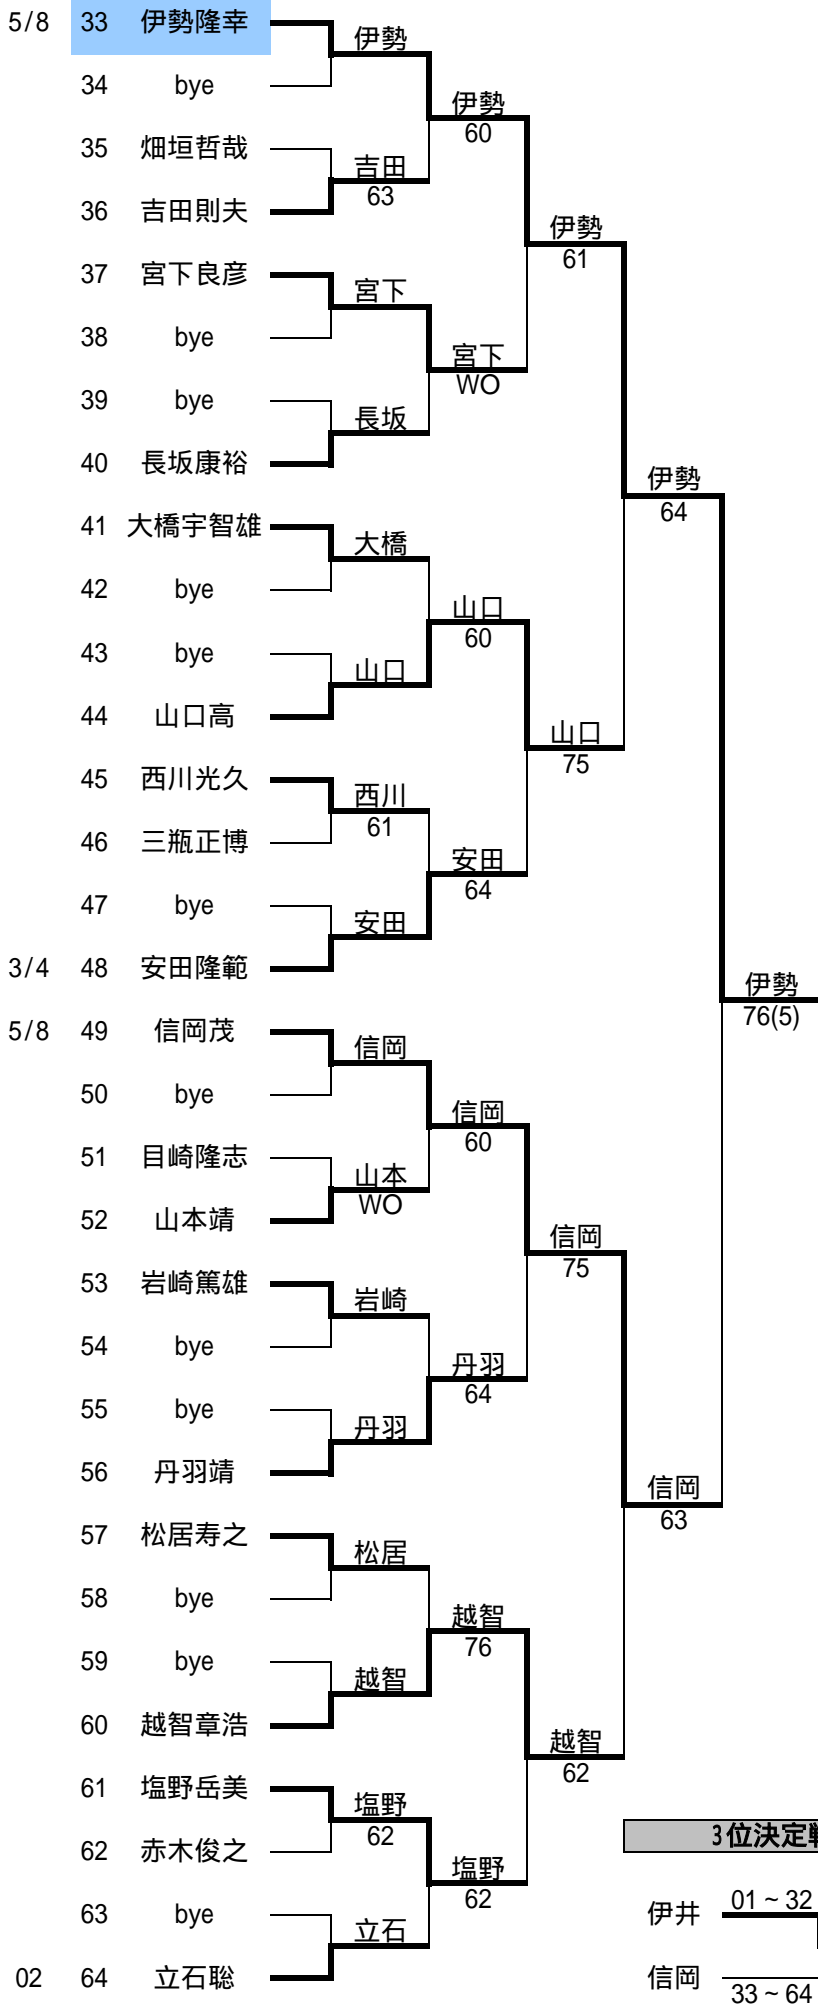 5/8 33 伊勢隆幸
伊勢
34 bye
伊勢
60
35 畑垣哲哉
吉田
63
36 吉田則夫
伊勢
61
37 宮下良彦
宮下
38 bye
宮下
WO
39 bye
長坂
40 長坂康裕
伊勢
64
41 大橋宇智雄
大橋
42 bye
山口
60
43 bye
山口
44 山口高
山口
75
45 西川光久
西川
61
46 三瓶正博
安田
64
47 bye
安田
3/4 48 安田隆範
伊勢
76(5)
5/8 49 信岡茂
信岡
50 bye
信岡
60
51 目崎隆志
山本
WO
52 山本靖
信岡
75
53 岩崎篤雄
岩崎
54 bye
丹羽
64
55 bye
丹羽
56 丹羽靖
信岡
63
57 松居寿之
松居
58 bye
越智
76
59 bye
越智
60 越智章浩
越智
62
61 塩野岳美
塩野
62
3位決定戦
62 赤木俊之
塩野
62
63 bye
立石
伊井 01 ~ 32
02 64 立石聡
信岡
33 ~ 64